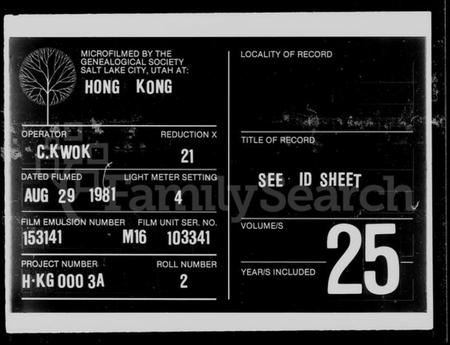 MICROFILMED BY THE
GENEALOGICAL SOCIETY
SALT LAKE CITY, UTAH AT:
HONG KONG
OPERATOR REDUCTION X
C.KWOK 21
DATED FILMED LIGHT METER SETTING
AUG 29 1981 4
FILM EMULSION NUMBER FILM UNIT SER. NO.
153141 M16 103341
PROJECT NUMBER ROLL NUMBER
H·KG 000 3A 2
LOCALITY OF RECORD
TITLE OF RECORD
SEE ID SHEET
VOLUME/S
25
YEAR/S INCLUDED
FamilySearch